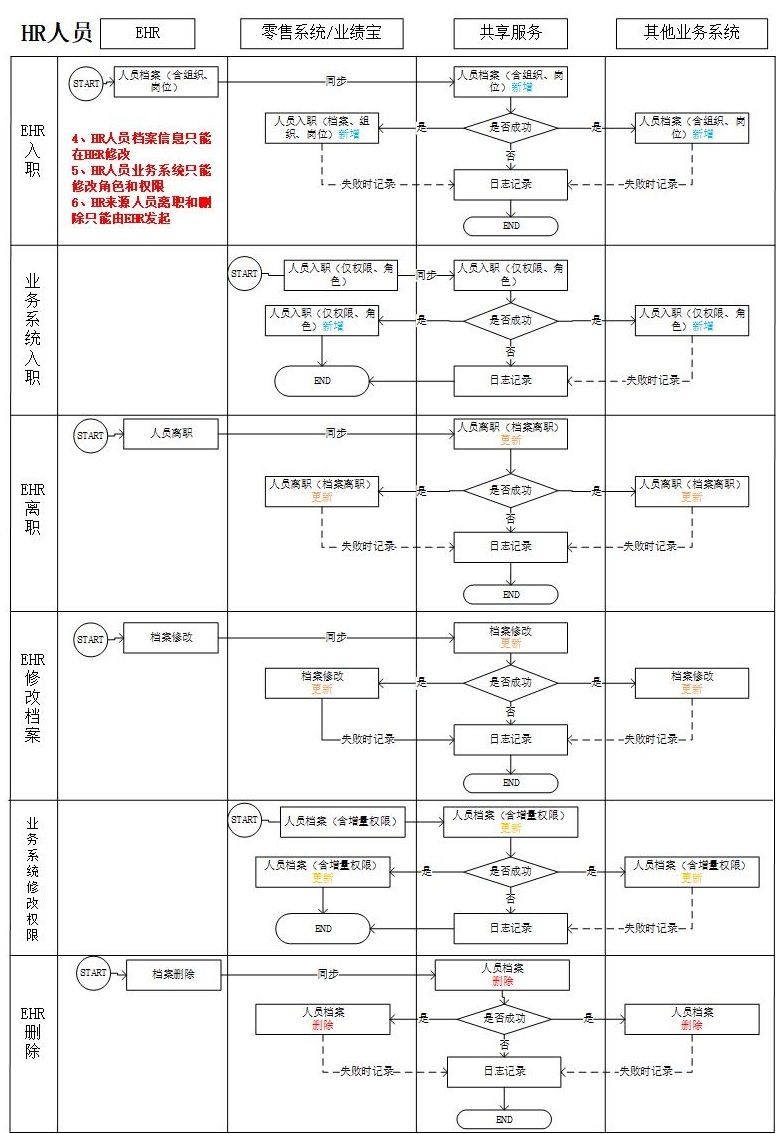 HR人员
EHR
零售系统/业绩宝
共享服务
其他业务系统
EHR
入
职
START
人员档案（含组织、
岗位）
同步
人员档案（含组织、岗
位）新增
人员入职（档案、组
织、岗位）新增
是
是否成功
是
人员档案（含组织、岗
位）新增
4、HR人员档案信息只能
在HER修改
5、HR人员业务系统只能
修改角色和权限
6、HR来源人员离职和删
除只能由EHR发起
否
失败时记录
日志记录
失败时记录
END
业
务
系
统
入
职
START
人员入职（仅权限、角
色）
同步
人员入职（仅权限、角
色）
人员入职（仅权限、角
色）新增
是
是否成功
是
人员入职（仅权限、角
色）新增
否
END
日志记录
失败时记录
EHR
离
职
START
人员离职
同步
人员离职（档案离职）
更新
人员离职（档案离职）
更新
是
是否成功
是
人员离职（档案离职）
更新
否
失败时记录
日志记录
失败时记录
END
EHR
修
改
档
案
START
档案修改
同步
档案修改
更新
档案修改
更新
是
是否成功
是
档案修改
更新
否
失败时记录
日志记录
失败时记录
END
业
务
系
统
修
改
权
限
START
人员档案（含增量权限）
人员档案（含增量权限）
更新
人员档案（含增量权限）
更新
是
是否成功
是
人员档案（含增量权限）
更新
否
END
日志记录
失败时记录
EHR
删
除
START
档案删除
同步
人员档案
删除
人员档案
删除
是
是否成功
是
人员档案
删除
否
失败时记录
日志记录
失败时记录
END